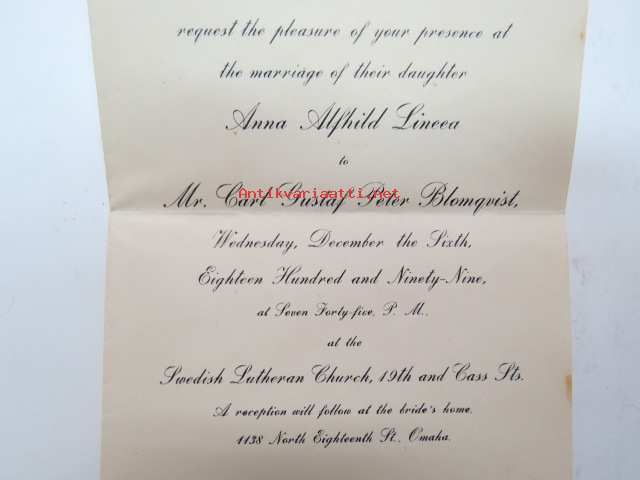 request the pleasure of your presence at
the marriage of their daughter
Anna Alfhild Lineea
to
Antikvariaatti.net
Mr. Carl Gustaf Peter Blomqvist,
Wednesday, December the Sixth,
Eighteen Hundred and Ninety-Nine,
at Seven Forty-five, P. M.,
at the
Swedish Lutheran Church, 19th and Cass Sts.
A reception will follow at the bride's home,
1138 North Eighteenth St., Omaha.